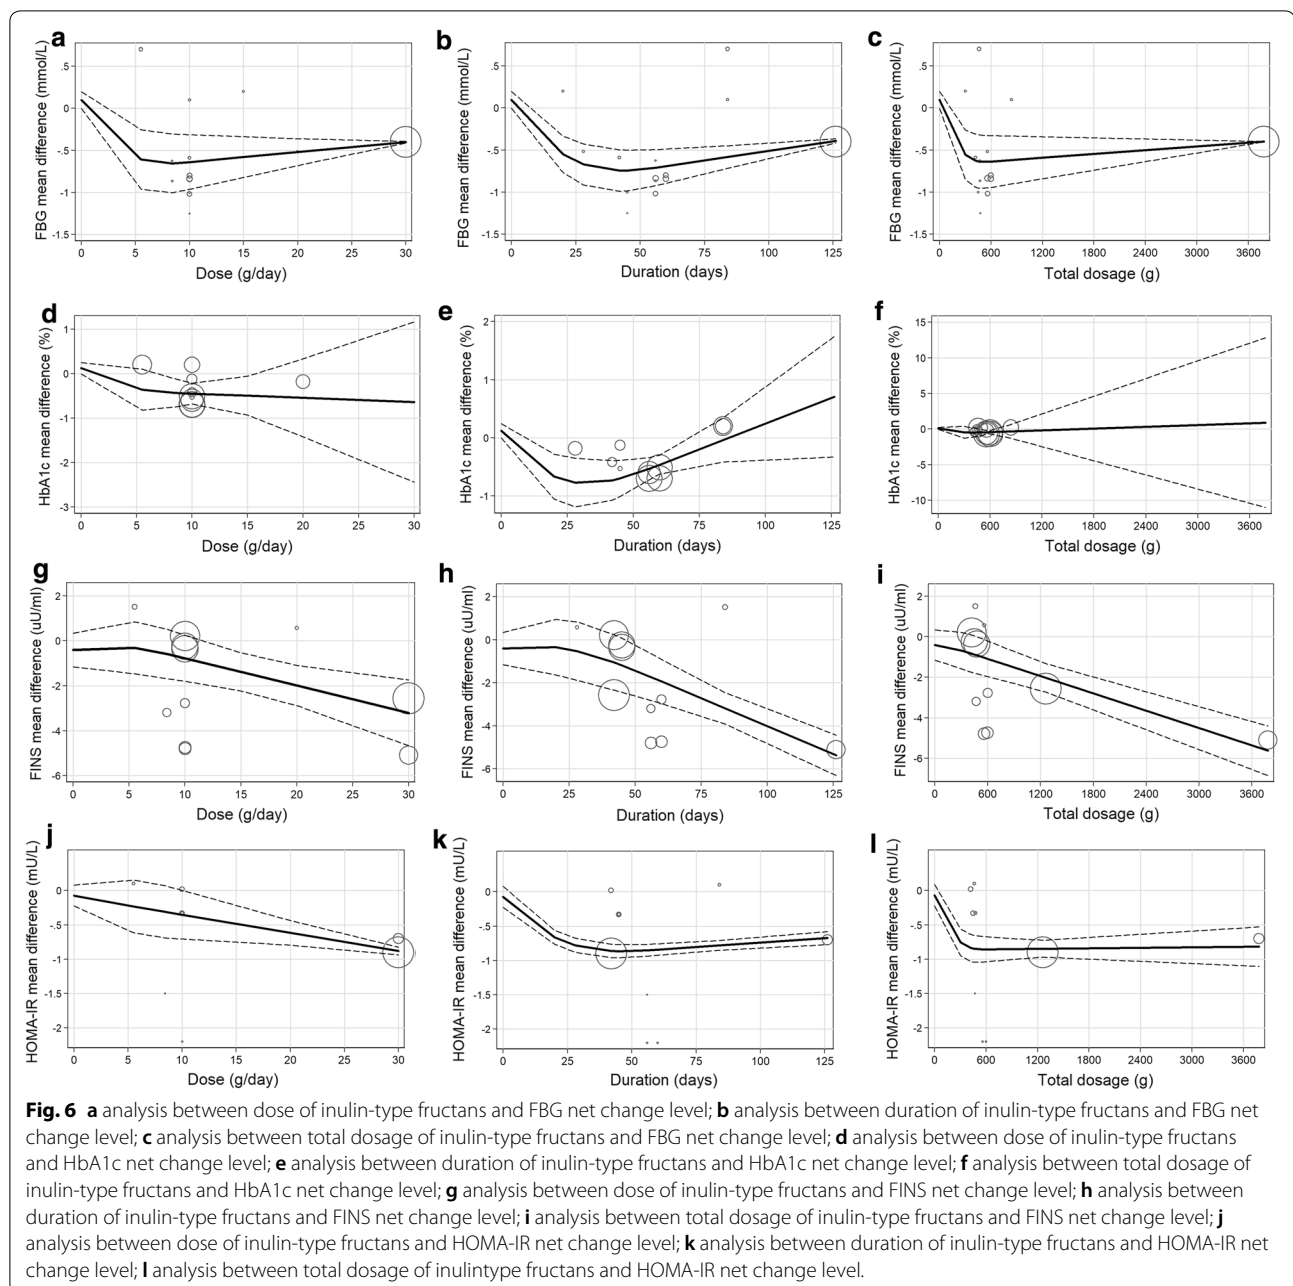 a
FBG mean difference (mmol/L)
.5
0
-.5
-1
-1.5
0 5 10 15 20 25 30
Dose (g/day)
b
FBG mean difference (mmol/L)
.5
0
-.5
-1
-1.5
0 25 50 75 100 125
Duration (days)
c
FBG mean difference (mmol/L)
.5
0
-.5
-1
-1.5
0 600 1200 1800 2400 3000 3600
Total dosage (g)
d
HbA1c mean difference (%)
1
0
-1
-2
-3
0 5 10 15 20 25 30
Dose (g/day)
e
HbA1c mean difference (%)
2
1
0
-1
0 25 50 75 100 125
Duration (days)
f
HbA1c mean difference (%)
15
10
5
0
-5
-10
0 600 1200 1800 2400 3000 3600
Total dosage (g)
g
FINS mean difference (uU/ml)
2
0
-2
-4
-6
0 5 10 15 20 25 30
Dose (g/day)
h
FINS mean difference (uU/ml)
2
0
-2
-4
-6
0 25 50 75 100 125
Duration (days)
i
FINS mean difference (uU/ml)
2
0
-2
-4
-6
0 600 1200 1800 2400 3000 3600
Total dosage (g)
j
HOMA-IR mean difference (mU/L)
0
-.5
-1
-1.5
-2
0 5 10 15 20 25 30
Dose (g/day)
k
HOMA-IR mean difference (mU/L)
0
-.5
-1
-1.5
-2
0 25 50 75 100 125
Duration (days)
l
HOMA-IR mean difference (mU/L)
0
-.5
-1
-1.5
-2
0 600 1200 1800 2400 3000 3600
Total dosage (g)
Fig. 6 a analysis between dose of inulin-type fructans and FBG net change level; b analysis between duration of inulin-type fructans and FBG net
change level; c analysis between total dosage of inulin-type fructans and FBG net change level; d analysis between dose of inulin-type fructans
and HbA1c net change level; e analysis between duration of inulin-type fructans and HbA1c net change level; f analysis between total dosage of
inulin-type fructans and HbA1c net change level; g analysis between dose of inulin-type fructans and FINS net change level; h analysis between
duration of inulin-type fructans and FINS net change level; i analysis between total dosage of inulin-type fructans and FINS net change level; j
analysis between dose of inulin-type fructans and HOMA-IR net change level; k analysis between duration of inulin-type fructans and HOMA-IR net
change level; l analysis between total dosage of inulintype fructans and HOMA-IR net change level.